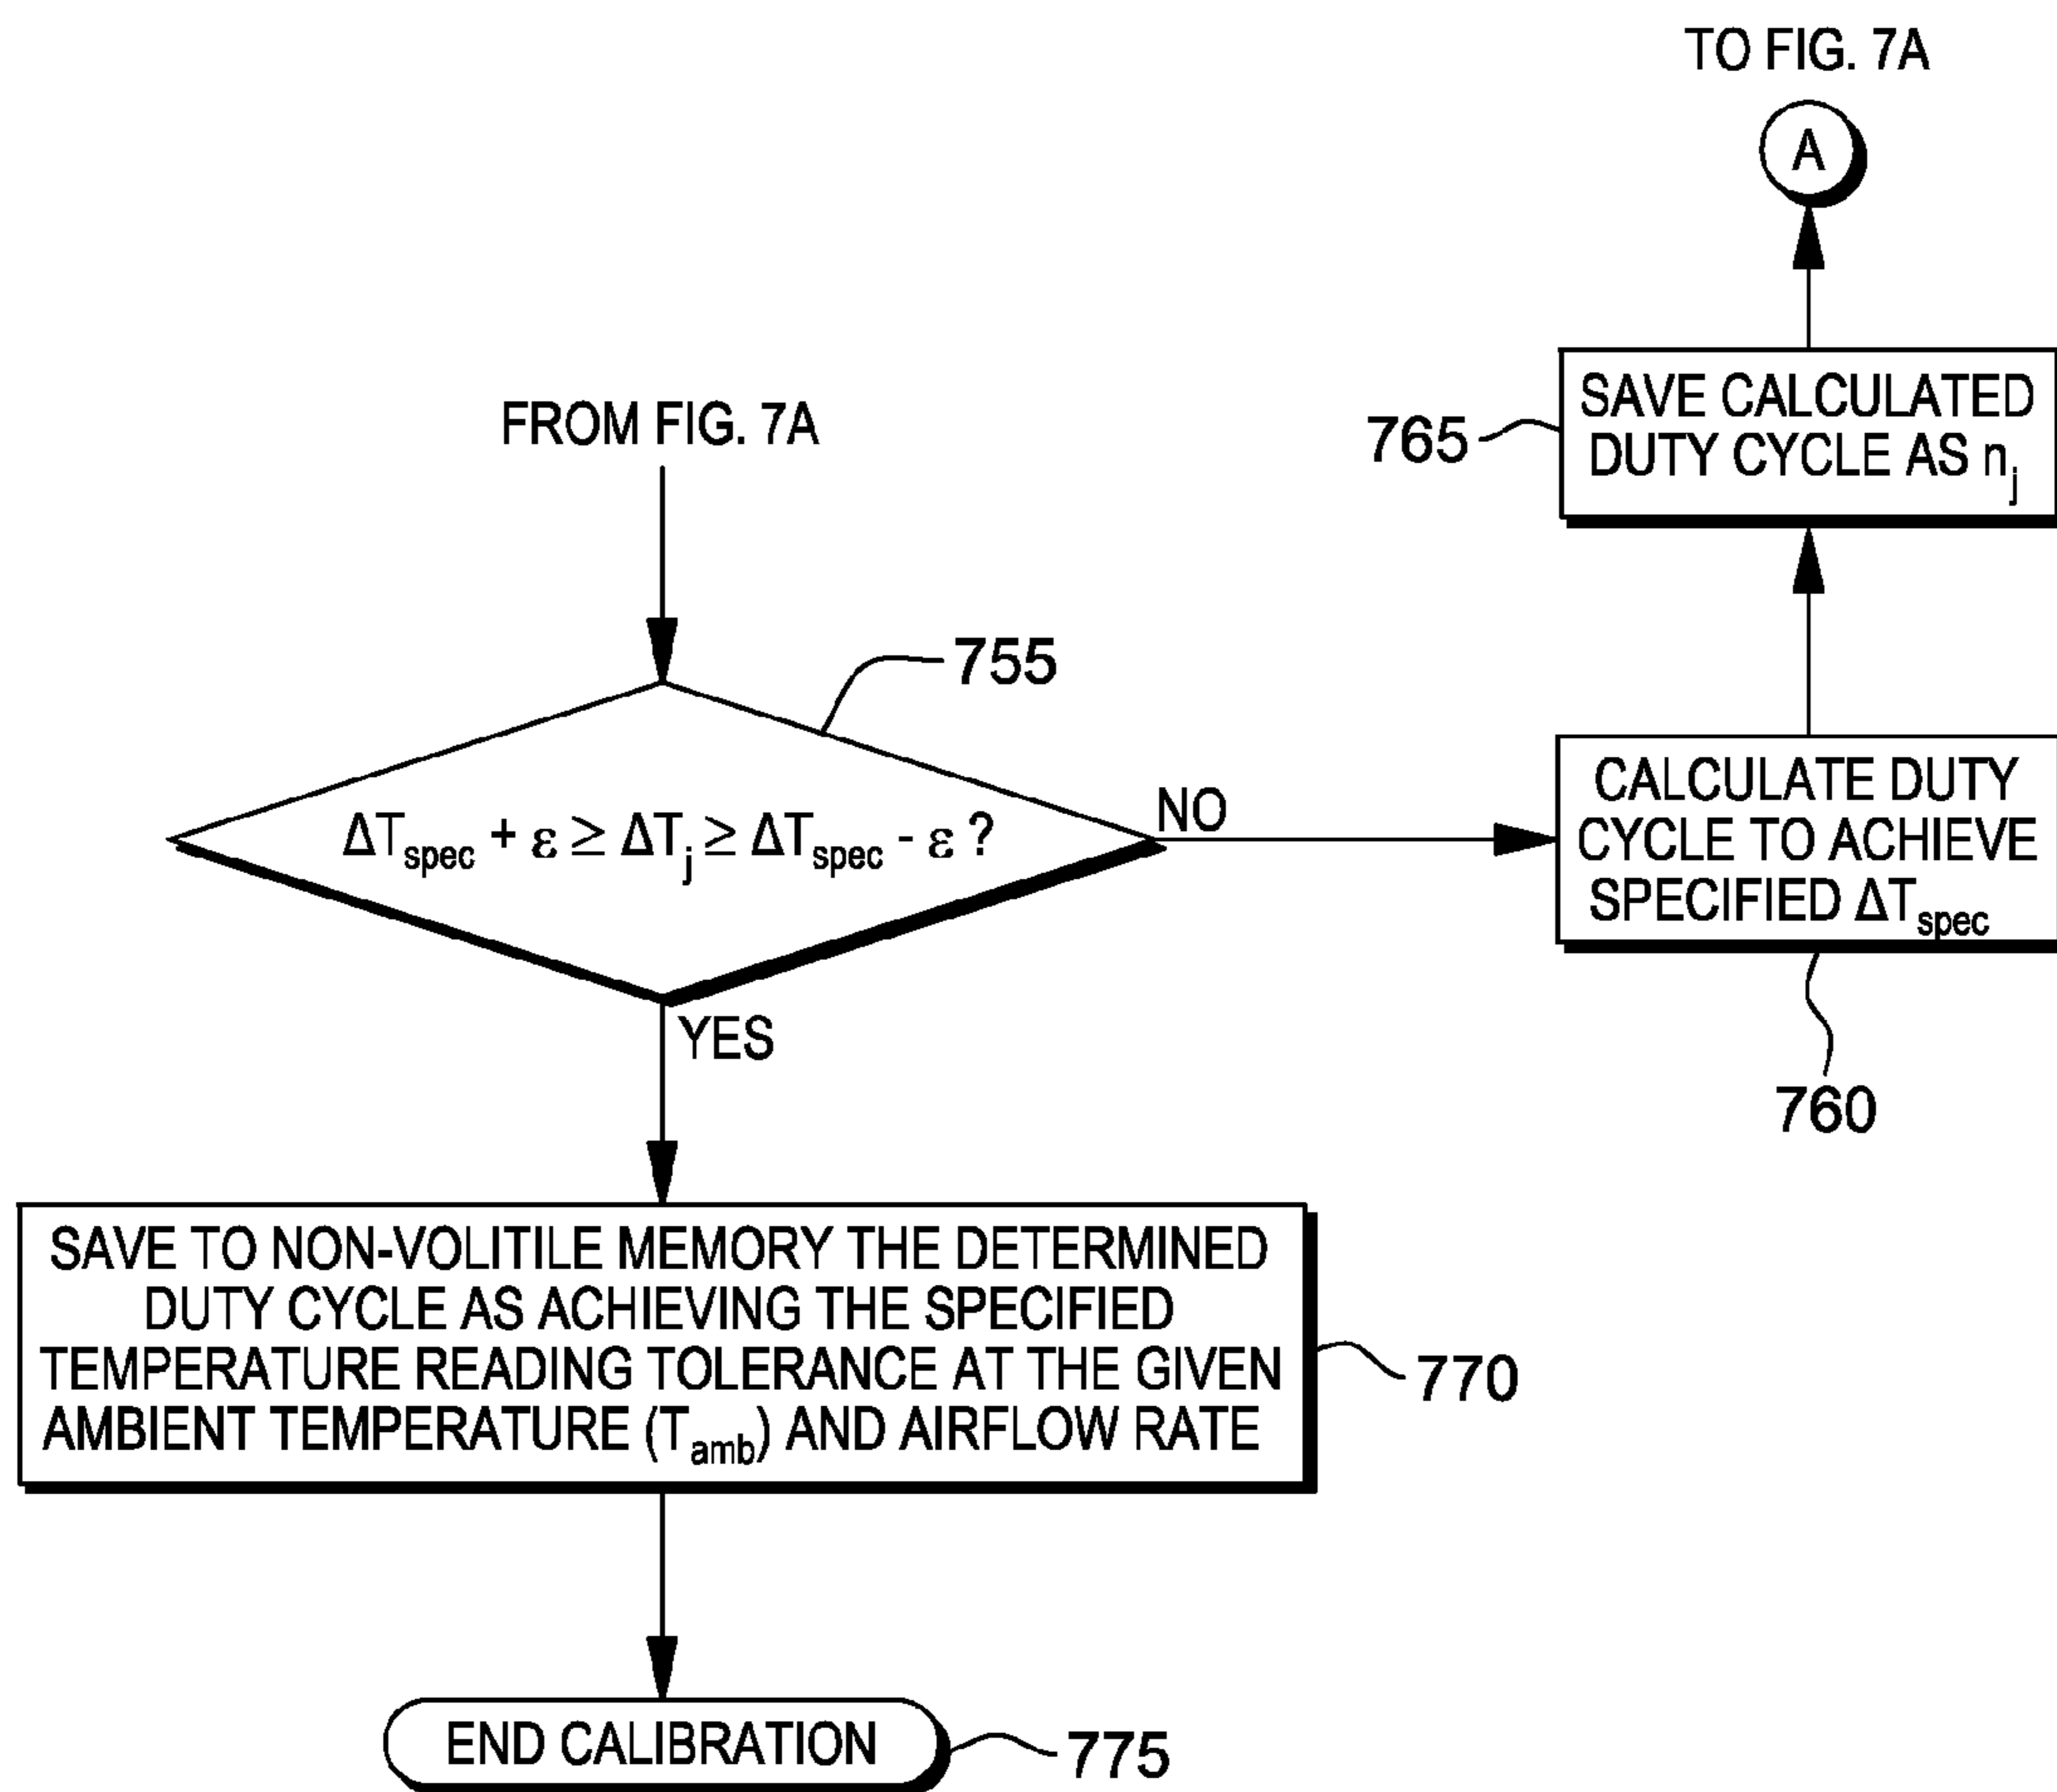 TO FIG. 7A
A
SAVE CALCULATED
DUTY CYCLE AS nj
765
FROM FIG. 7A
755
ΔTspec + ε ≥ ΔTj ≥ ΔTspec - ε ?
NO
CALCULATE DUTY
CYCLE TO ACHIEVE
SPECIFIED ΔTspec
760
YES
SAVE TO NON-VOLITILE MEMORY THE DETERMINED
DUTY CYCLE AS ACHIEVING THE SPECIFIED
TEMPERATURE READING TOLERANCE AT THE GIVEN
AMBIENT TEMPERATURE (Tamb) AND AIRFLOW RATE
770
END CALIBRATION
775